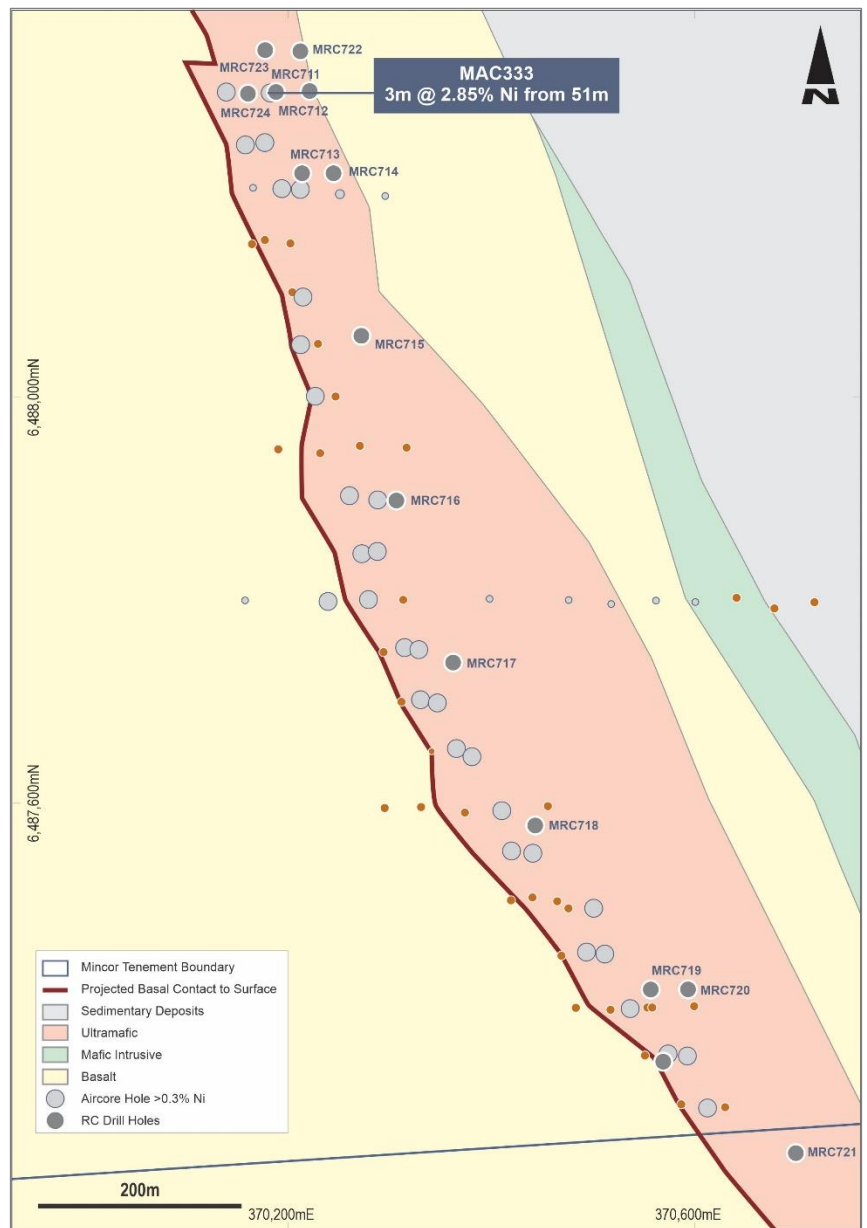 MRC722
MRC723
MRC711
MAC333
3m @ 2.85% Ni from 51m
MRC724
MRC712
N
MRC713
MRC714
MRC715
6,488,000mN
MRC716
MRC717
6,487,600mN
MRC718
MRC719
MRC720
Mincor Tenement Boundary
Projected Basal Contact to Surface
Sedimentary Deposits
Ultramafic
Mafic Intrusive
Basalt
Aircore Hole >0.3% Ni
RC Drill Holes
MRC721
200m
370,200mE
370,600mE